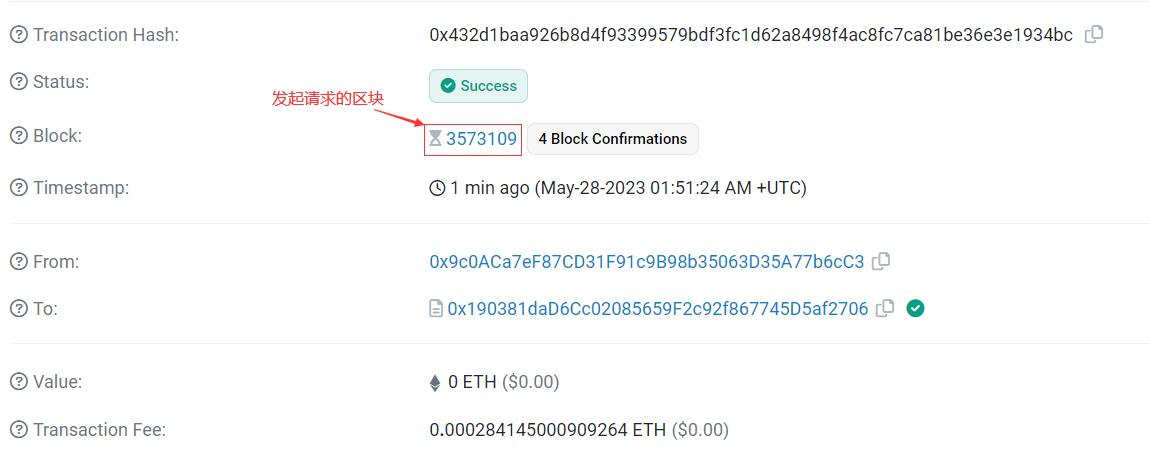 Transaction Hash: 0x432d1baa926b8d4f93399579bdf3fc1d62a8498f4ac8fc7ca81be36e3e1934bc
Status: Success
发起请求的区块
Block: 3573109 4 Block Confirmations
Timestamp: 1 min ago (May-28-2023 01:51:24 AM +UTC)
From: 0x9c0ACa7eF87CD31F91c9B98b35063D35A77b6cC3
To: 0x190381daD6Cc02085659F2c92f867745D5af2706
Value: 0 ETH ($0.00)
Transaction Fee: 0.000284145000909264 ETH ($0.00)